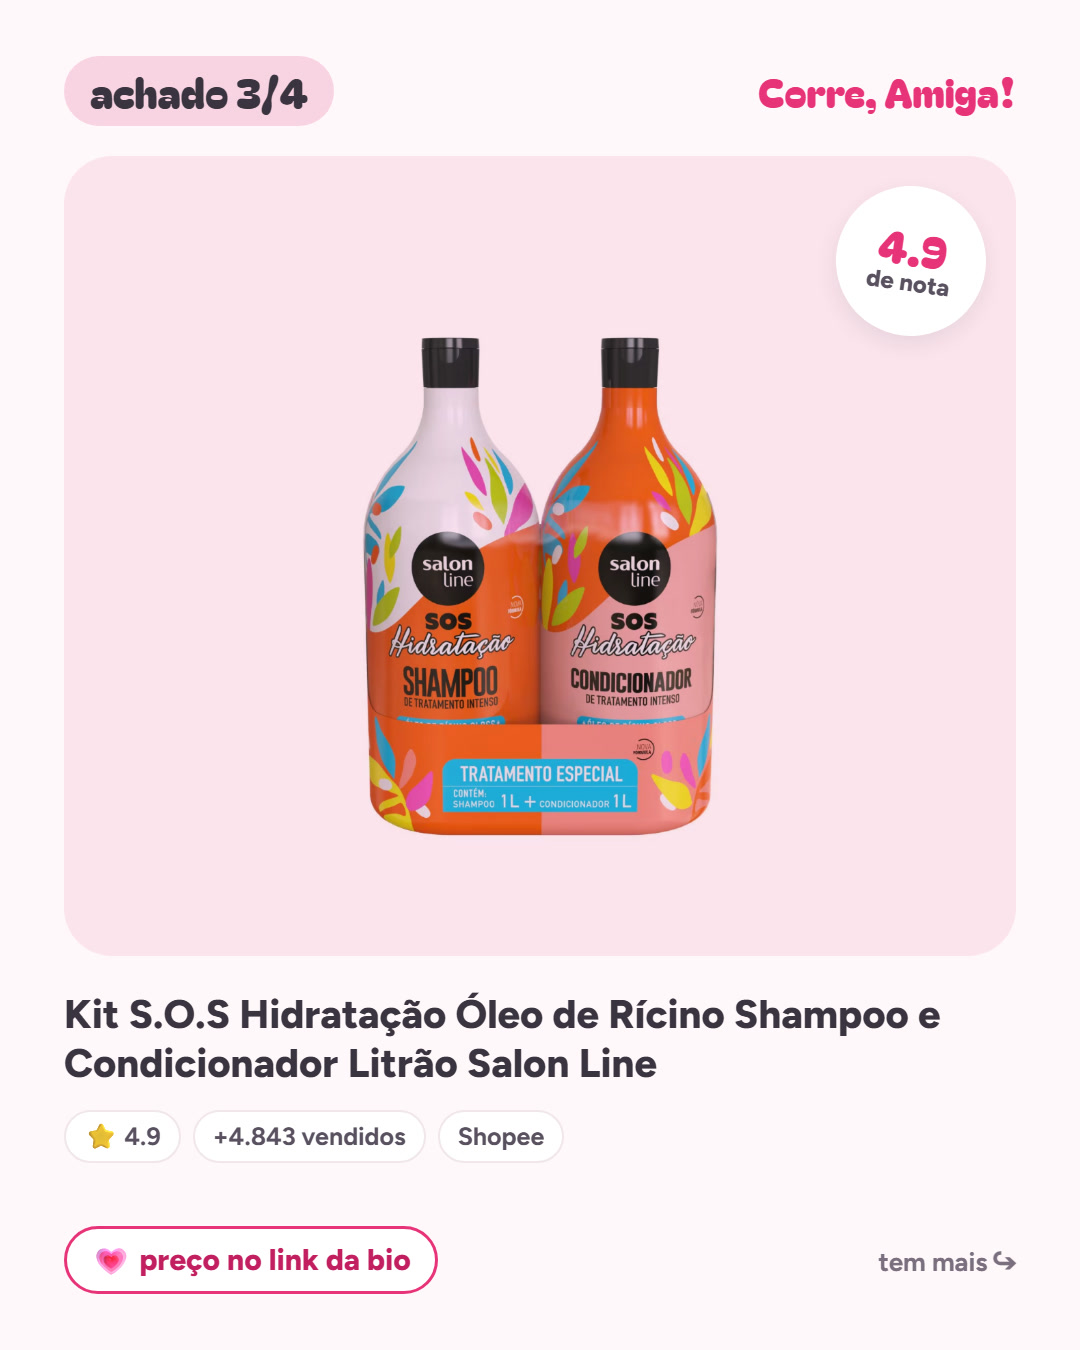 achado 3/4
Corre, Amiga!
4.9
de nota
salon
line
SOS
Hidratação
SHAMPOO
DE TRATAMENTO INTENSO
salon
line
SOS
Hidratação
CONDICIONADOR
DE TRATAMENTO INTENSO
TRATAMENTO ESPECIAL
CONTÉM:
SHAMPOO 1L + CONDICIONADOR 1L
Kit S.O.S Hidratação Óleo de Rícino Shampoo e
Condicionador Litrão Salon Line
4.9
+4.843 vendidos
Shopee
preço no link da bio
tem mais